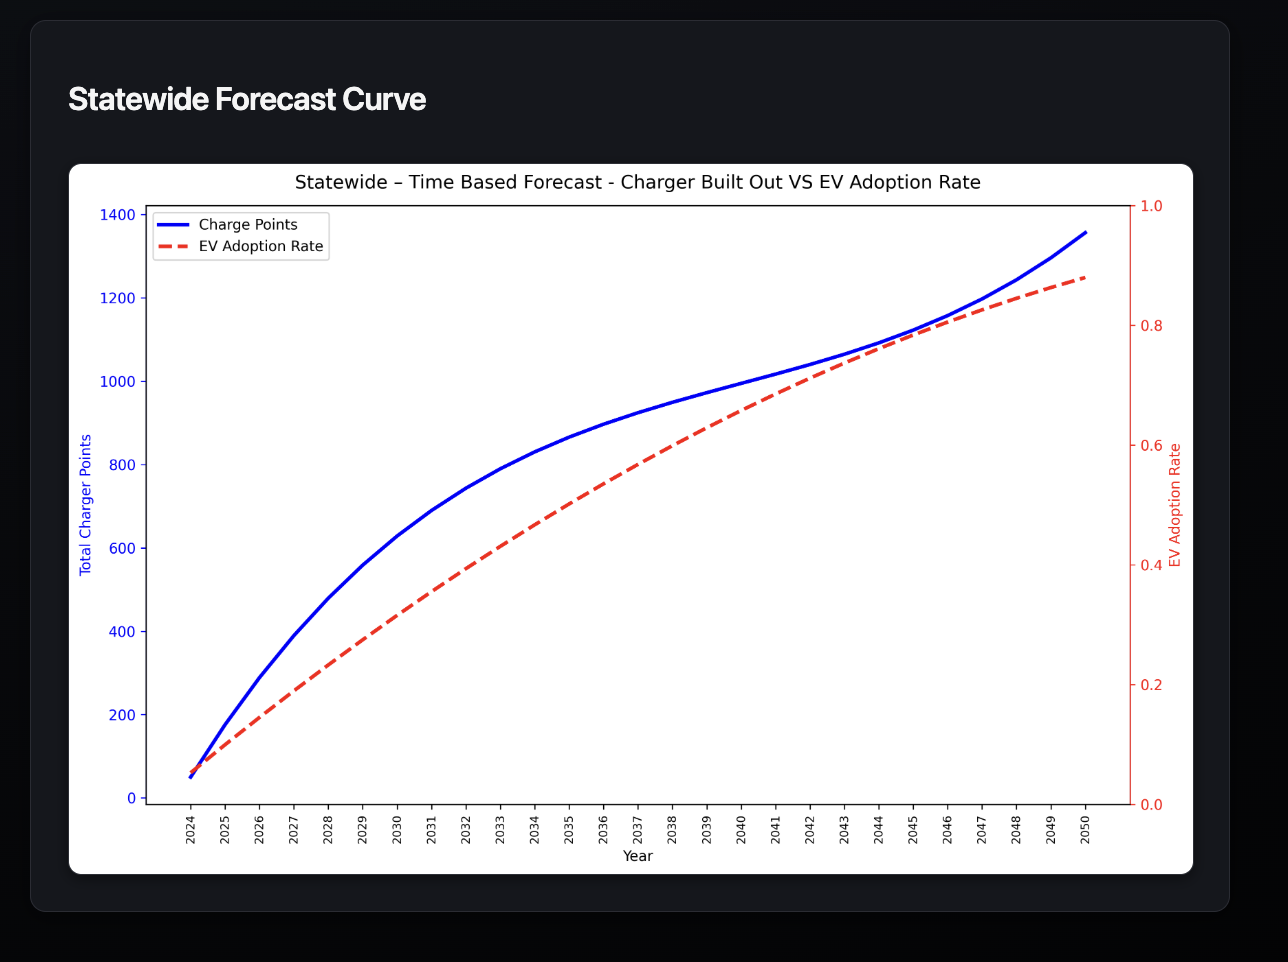 Statewide Forecast Curve
Statewide – Time Based Forecast - Charger Built Out VS EV Adoption Rate
Charge Points
EV Adoption Rate
1400
1200
1000
800
600
400
200
0
Total Charger Points
1.0
0.8
0.6
0.4
0.2
0.0
EV Adoption Rate
2024 2025 2026 2027 2028 2029 2030 2031 2032 2033 2034 2035 2036 2037 2038 2039 2040 2041 2042 2043 2044 2045 2046 2047 2048 2049 2050
Year